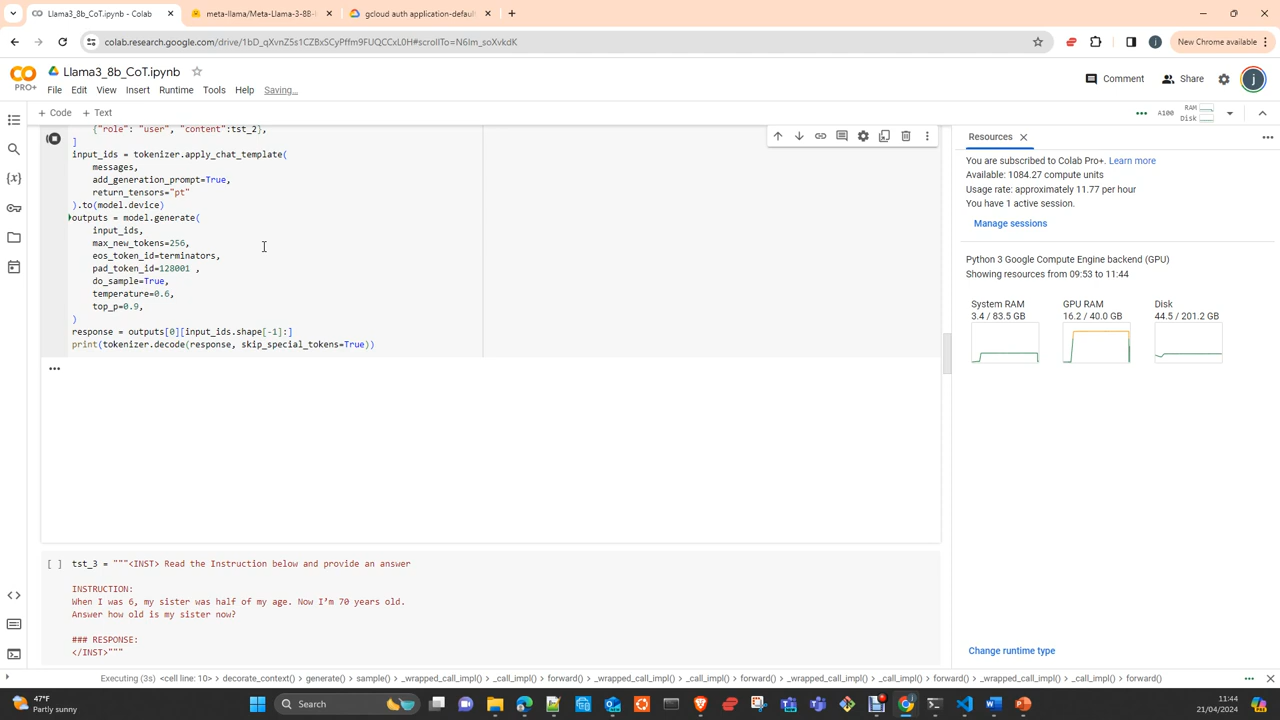 Llama3_8b_CoT.ipynb - Colab
meta-llama/Meta-Llama-3-8B-I
gcloud auth application-default
colab.research.google.com/drive/1bD_qXvnZ5s1CZBxSCyPffm9FUQCCxL0H#scrollTo=N6Im_soXvkdK
New Chrome available
PRO+
Llama3_8b_CoT.ipynb
File Edit View Insert Runtime Tools Help Saving...
Comment
Share
j
+ Code + Text
A100
RAM
Disk
{"role": "user", "content":tst_2},
]
input_ids = tokenizer.apply_chat_template(
messages,
add_generation_prompt=True,
return_tensors="pt"
).to(model.device)
outputs = model.generate(
input_ids,
max_new_tokens=256,
eos_token_id=terminators,
pad_token_id=128001 ,
do_sample=True,
temperature=0.6,
top_p=0.9,
)
response = outputs[0][input_ids.shape[-1]:]
print(tokenizer.decode(response, skip_special_tokens=True))
[ ] tst_3 = """<INST> Read the Instruction below and provide an answer
INSTRUCTION:
When I was 6, my sister was half of my age. Now I’m 70 years old.
Answer how old is my sister now?
### RESPONSE:
</INST>"""
Resources
You are subscribed to Colab Pro+. Learn more
Available: 1084.27 compute units
Usage rate: approximately 11.77 per hour
You have 1 active session.
Manage sessions
Python 3 Google Compute Engine backend (GPU)
Showing resources from 09:53 to 11:44
System RAM
3.4 / 83.5 GB
GPU RAM
16.2 / 40.0 GB
Disk
44.5 / 201.2 GB
Change runtime type
Executing (3s) <cell line: 10> > decorate_context() > generate() > sample() > _wrapped_call_impl() > _call_impl() > forward() > _wrapped_call_impl() > _call_impl() > forward() > _wrapped_call_impl() > _call_impl() > forward() > _wrapped_call_impl() > _call_impl() > forward()
47°F
Partly sunny
Search
11:44
21/04/2024